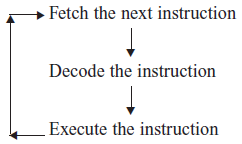 Fetch the next instruction
Decode the instruction
Execute the instruction